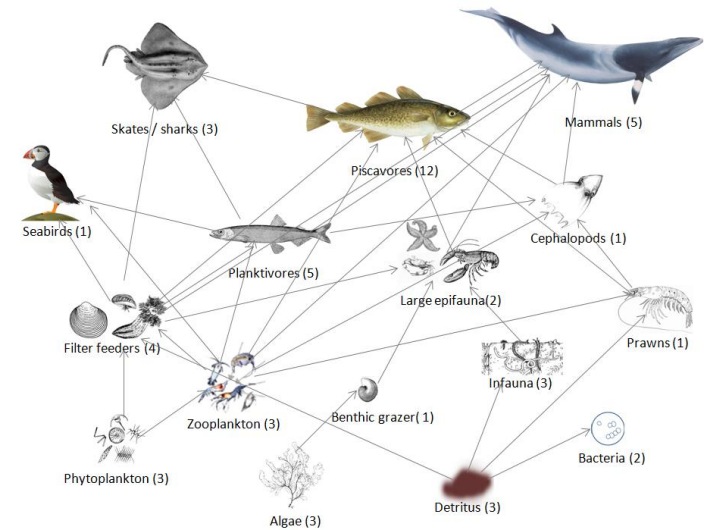 Skates / sharks (3)
Mammals (5)
Piscavores (12)
Seabirds (1)
Cephalopods (1)
Planktivores (5)
Large epifauna(2)
Filter feeders (4)
Prawns (1)
Infauna (3)
Benthic grazer( 1)
Zooplankton (3)
Bacteria (2)
Phytoplankton (3)
Detritus (3)
Algae (3)